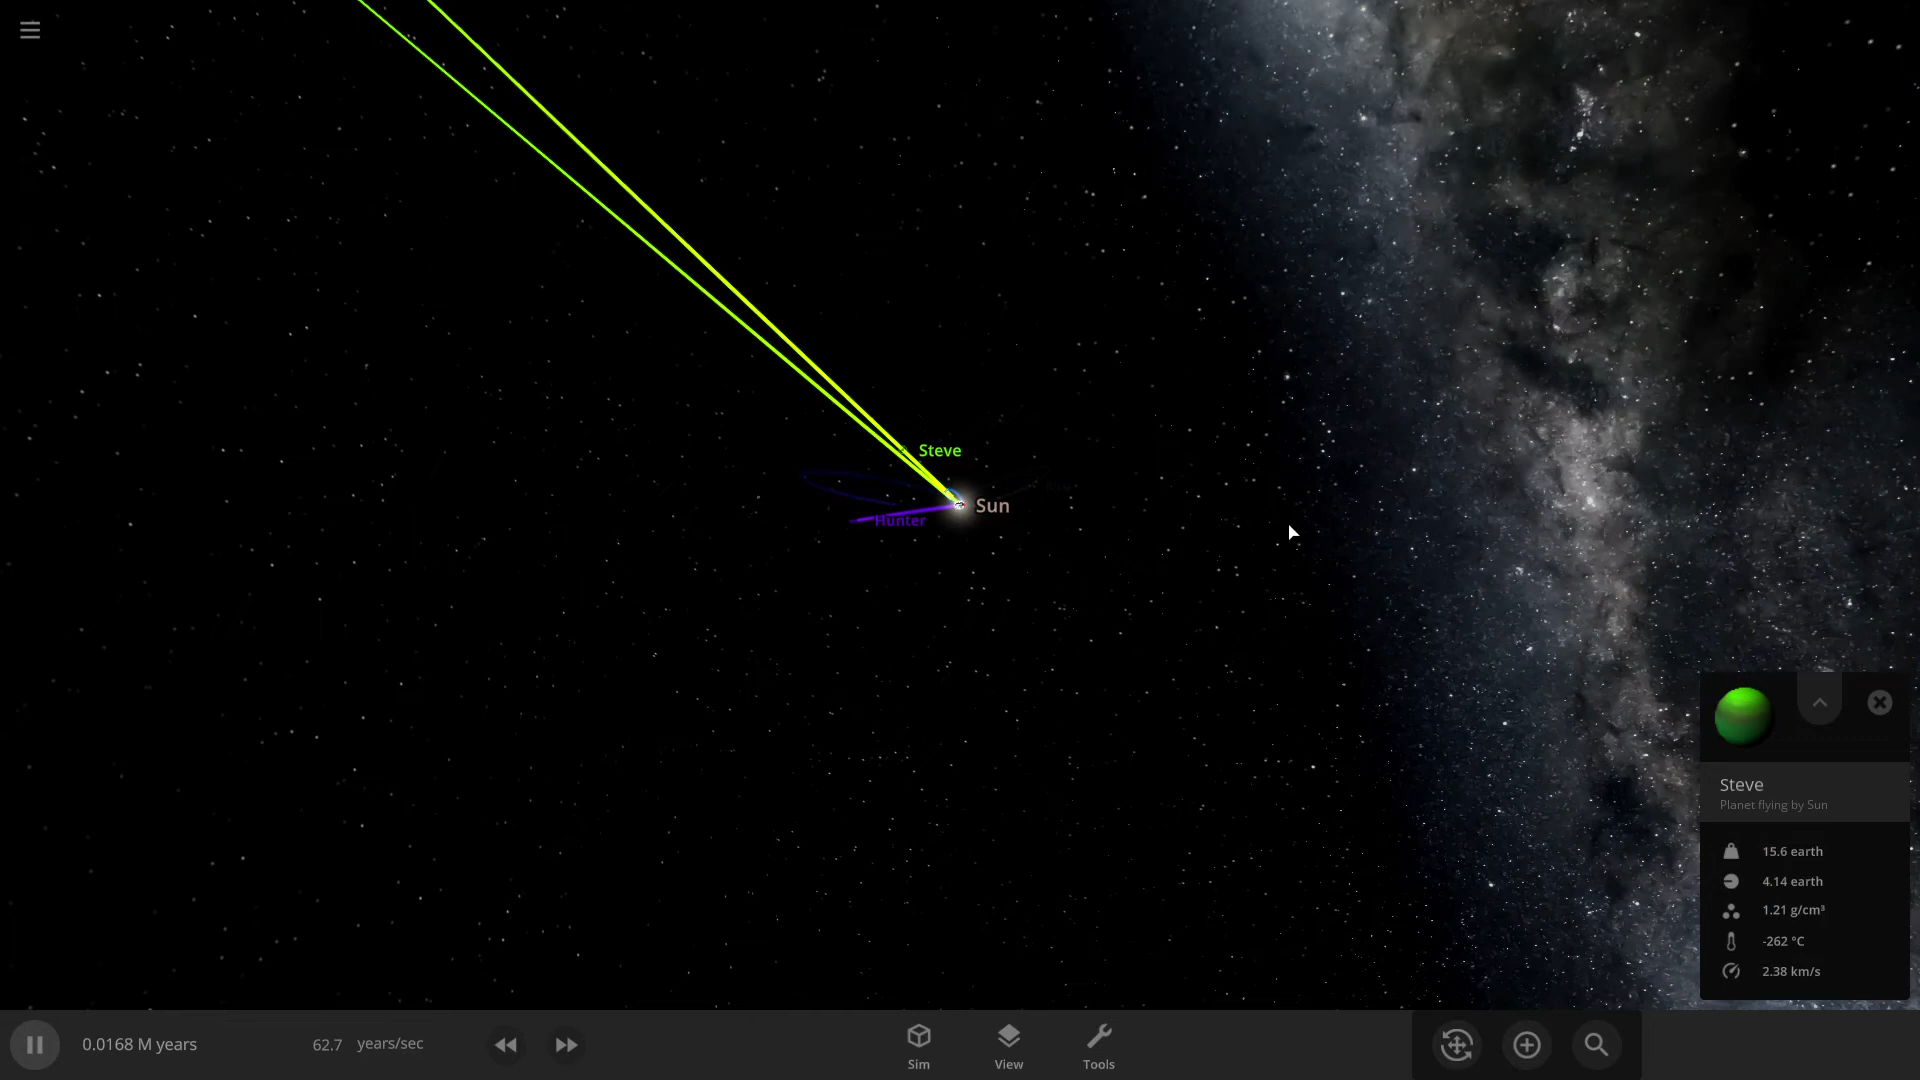 Steve
Sun
Hunter
Steve
Planet flying by Sun
15.6 earth
4.14 earth
1.21 g/cm³
-262 °C
2.38 km/s
0.0168 M years
62.7 years/sec
Sim
View
Tools